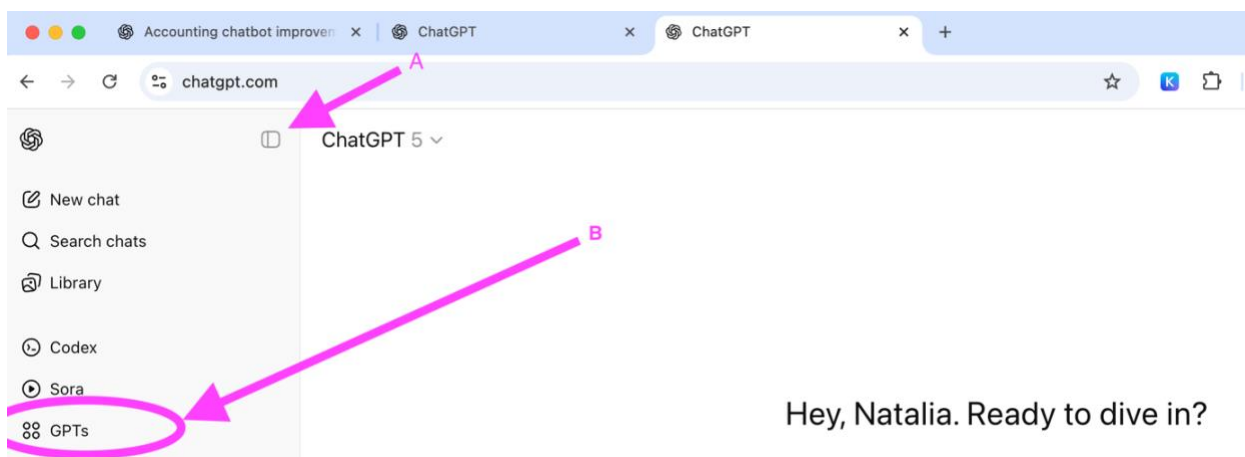 Accounting chatbot improven
ChatGPT
ChatGPT
A
chatgpt.com
K
ChatGPT 5
New chat
Search chats
B
Library
Codex
Sora
Hey, Natalia. Ready to dive in?
GPTs